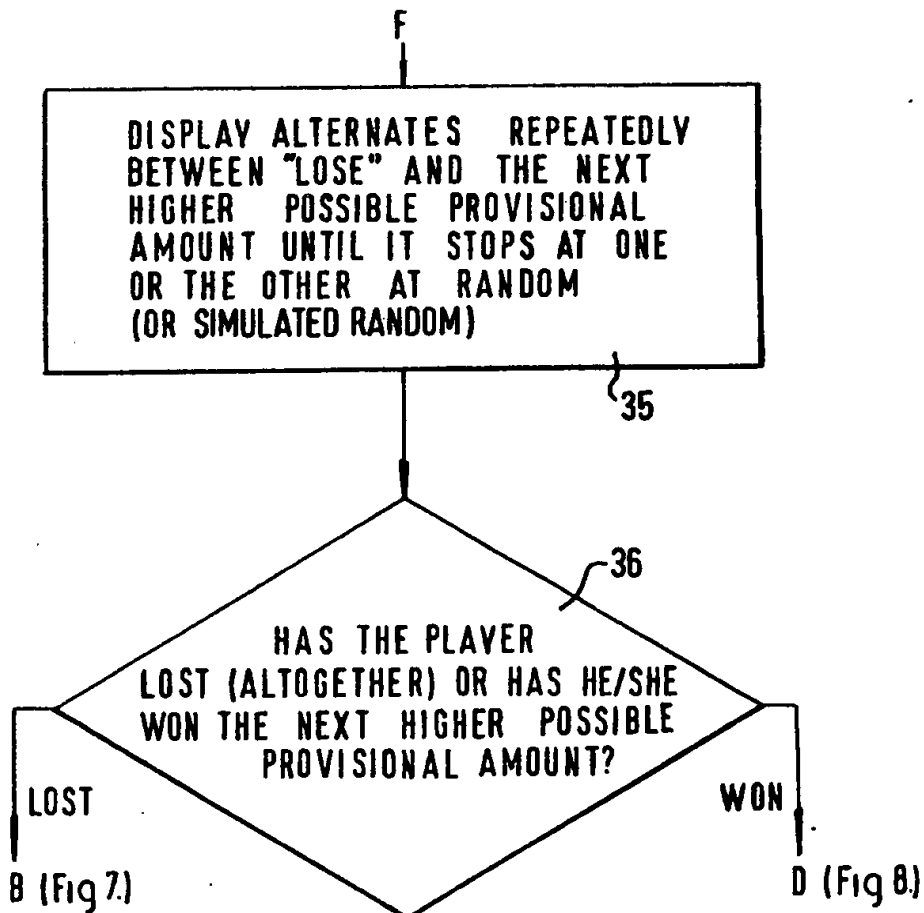 F
DISPLAY ALTERNATES REPEATEDLY
BETWEEN "LOSE" AND THE NEXT
HIGHER POSSIBLE PROVISIONAL
AMOUNT UNTIL IT STOPS AT ONE
OR THE OTHER AT RANDOM
(OR SIMULATED RANDOM)
35
36
HAS THE PLAYER
LOST (ALTOGETHER) OR HAS HE/SHE
WON THE NEXT HIGHER POSSIBLE
PROVISIONAL AMOUNT?
LOST
WON
B (Fig 7.)
D (Fig 8.)